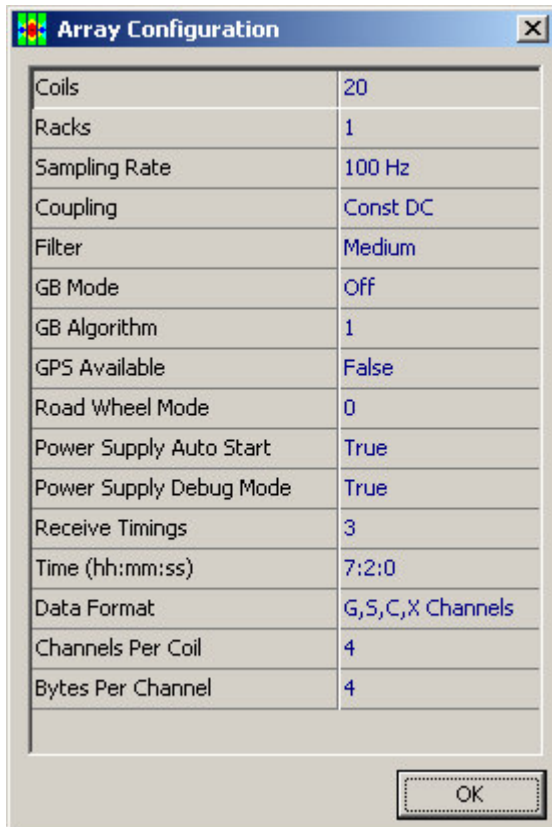 Array Configuration
Coils 20
Racks 1
Sampling Rate 100 Hz
Coupling Const DC
Filter Medium
GB Mode Off
GB Algorithm 1
GPS Available False
Road Wheel Mode 0
Power Supply Auto Start True
Power Supply Debug Mode True
Receive Timings 3
Time (hh:mm:ss) 7:2:0
Data Format G,S,C,X Channels
Channels Per Coil 4
Bytes Per Channel 4
OK